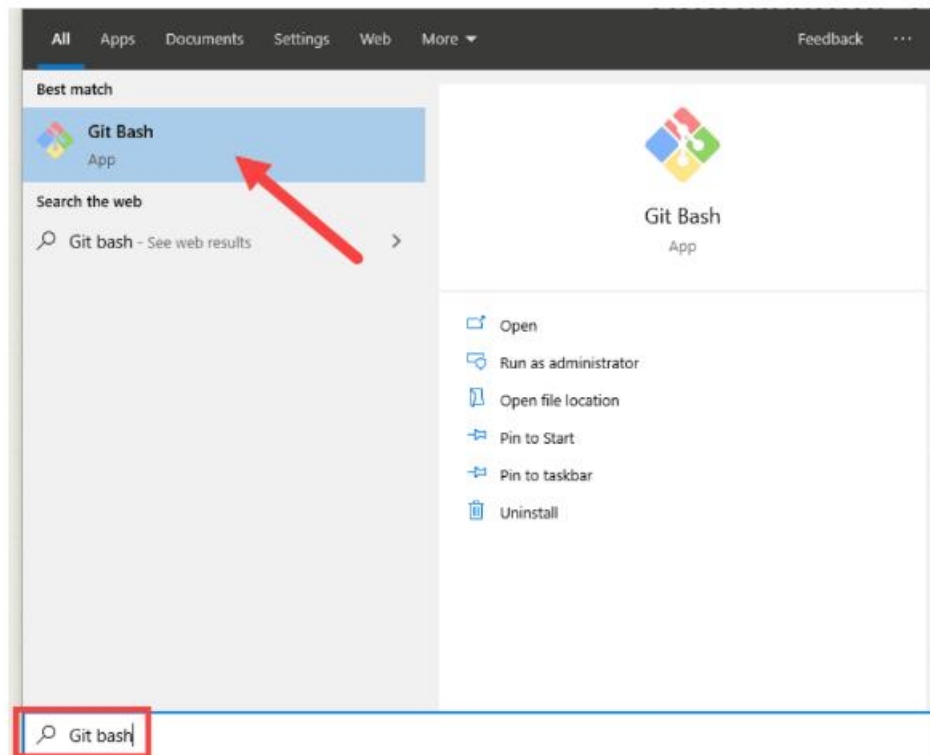 All Apps Documents Settings Web More Feedback ...
Best match
Git Bash
App
Search the web
Git bash - See web results
Git Bash
App
Open
Run as administrator
Open file location
Pin to Start
Pin to taskbar
Uninstall
Git bash